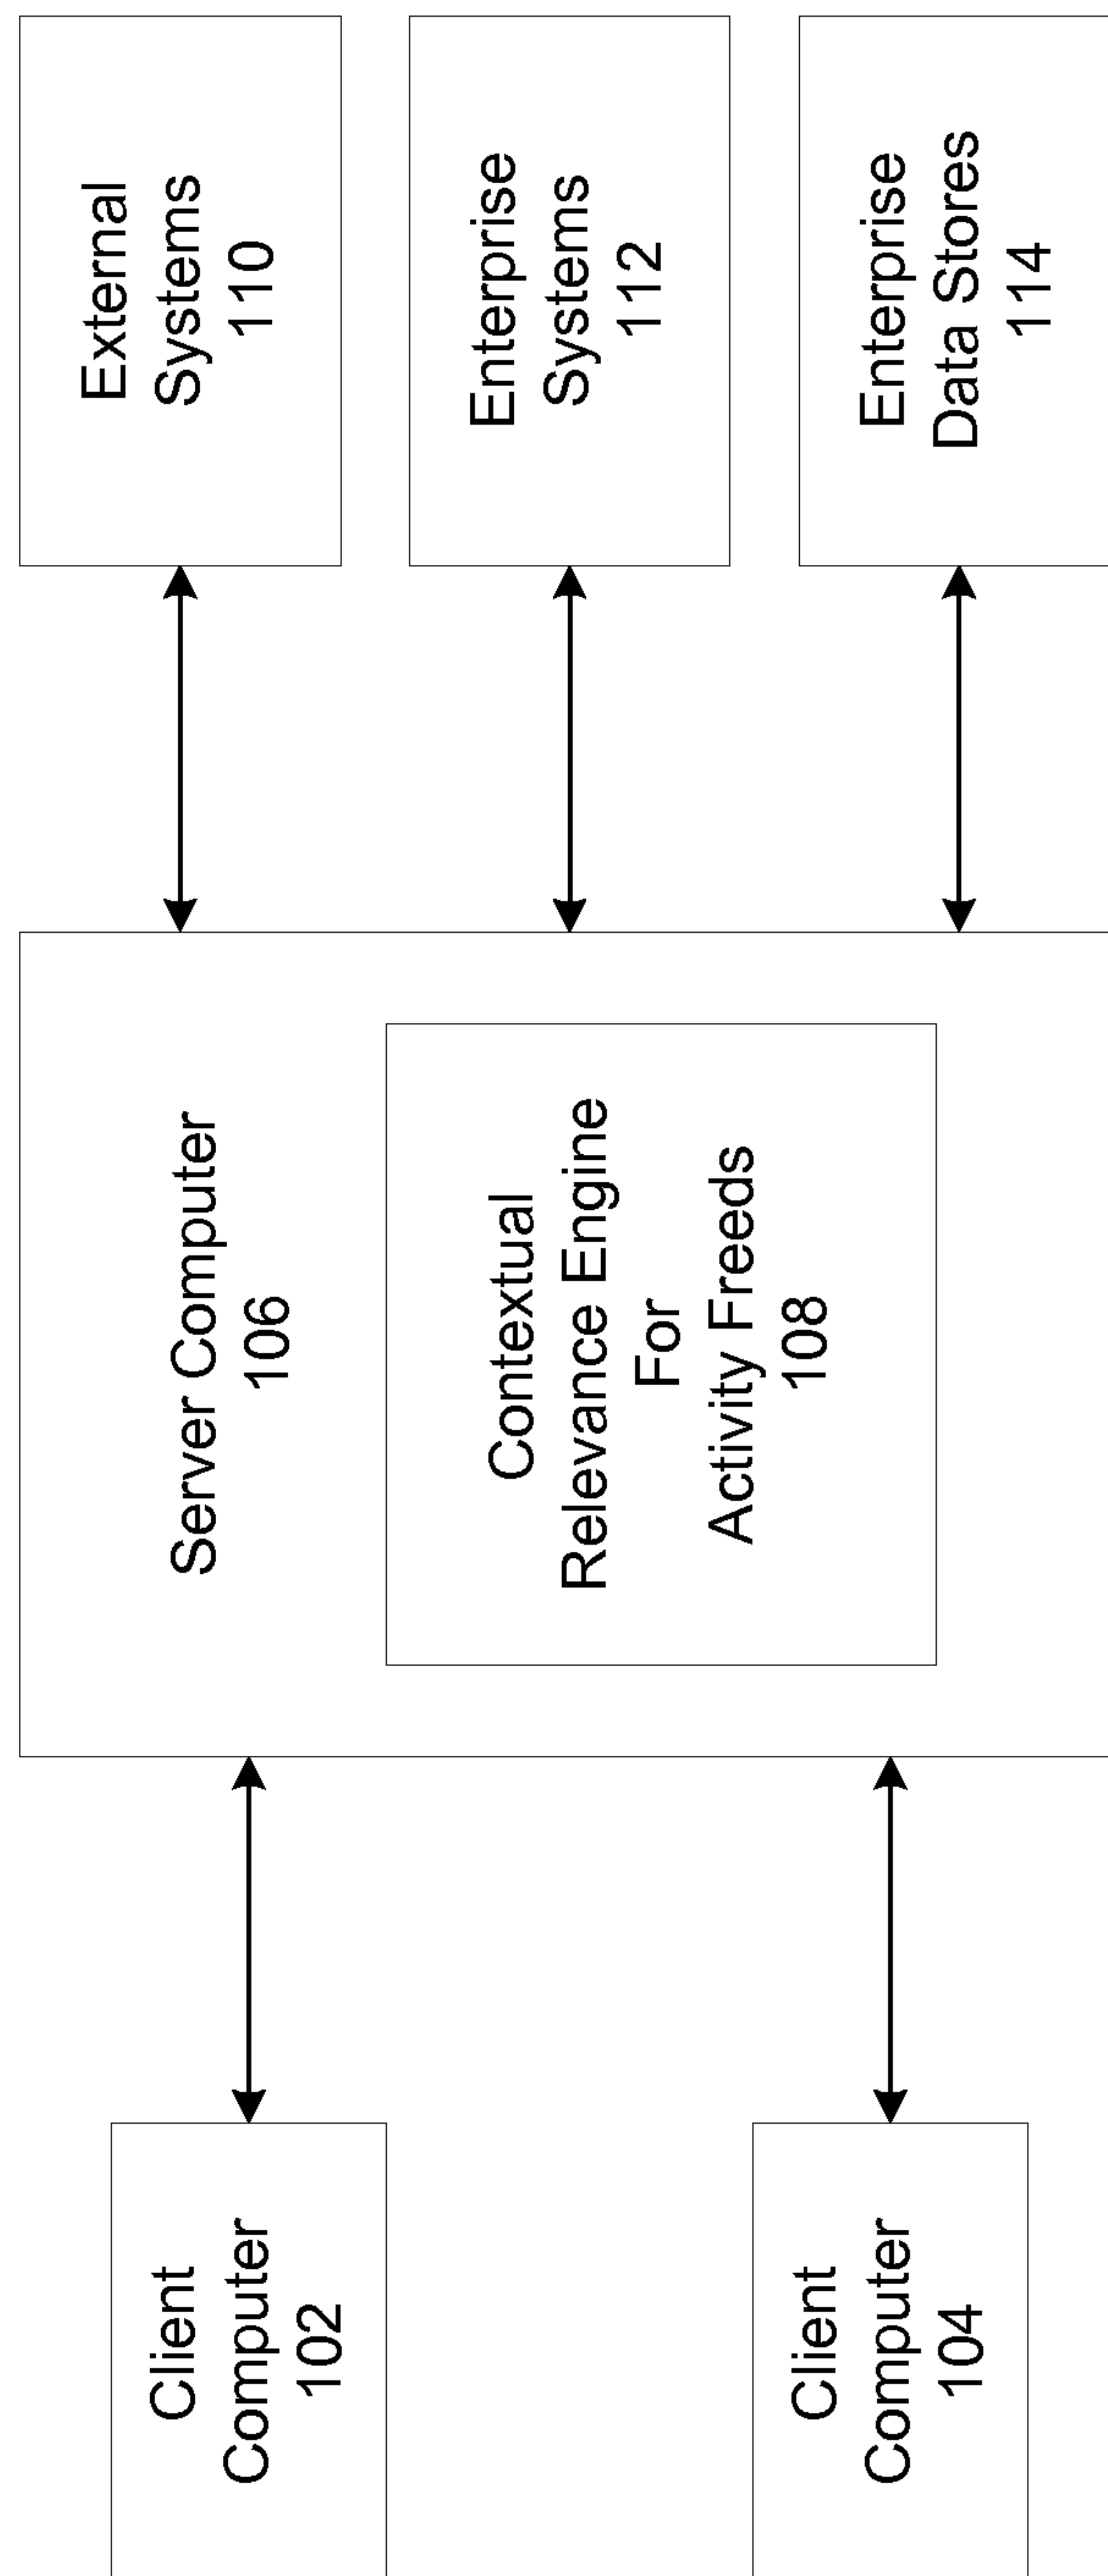 Client
Computer
102
Client
Computer
104
Server Computer
106
Contextual
Relevance Engine
For
Activity Freeds
108
External
Systems
110
Enterprise
Systems
112
Enterprise
Data Stores
114